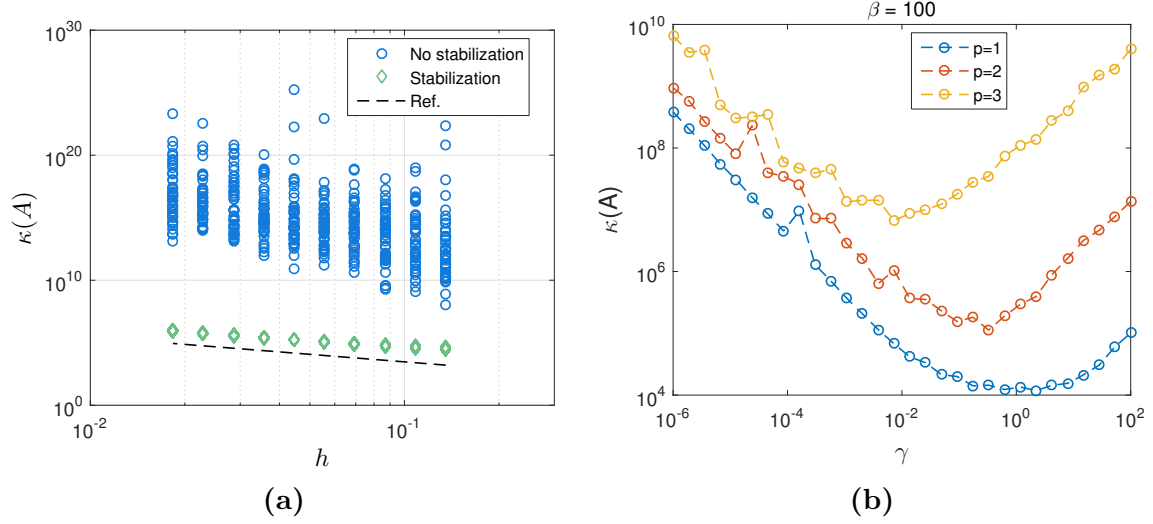 10^30
10^20
10^10
10^0
κ(A)
No stabilization
Stabilization
Ref.
10^-2
10^-1
h
(a)
β = 100
10^10
10^8
10^6
10^4
κ(A)
p=1
p=2
p=3
10^-6
10^-4
10^-2
10^0
10^2
γ
(b)